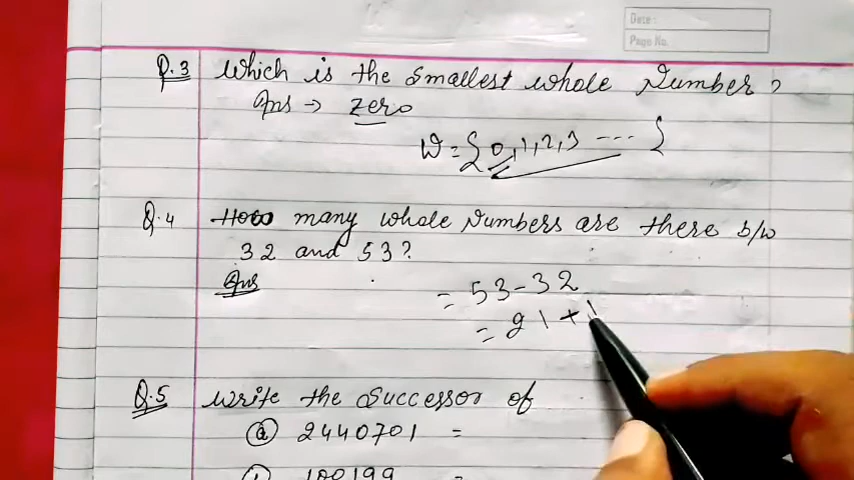 Date :
Page No.
Q.3 Which is the smallest whole Number ?
Ans → zero
W = { 0, 1, 2, 3 --- }
Q.4 How many whole Numbers are there b/w
32 and 53?
Ans
= 53 - 32
= 21 + 1
Q.5 Write the successor of
(a) 2440701 =
100199 =